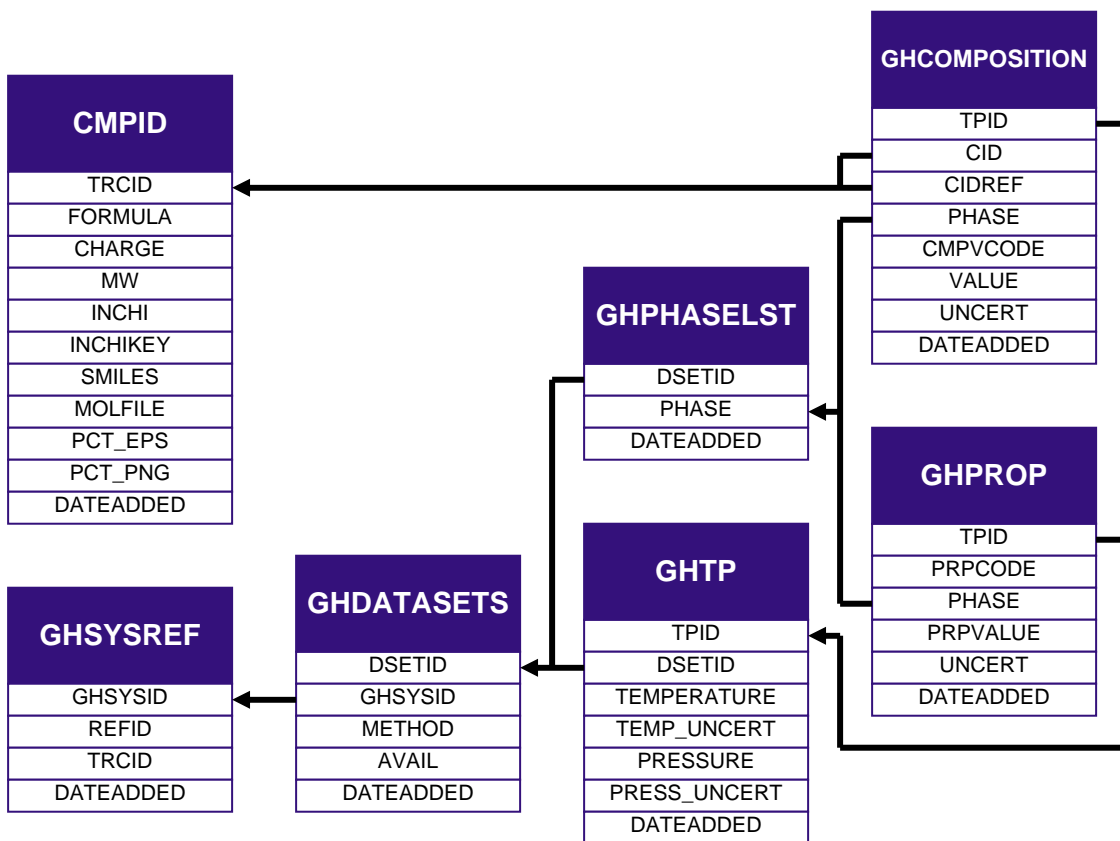 CMPID
TRCID
FORMULA
CHARGE
MW
INCHI
INCHIKEY
SMILES
MOLFILE
PCT_EPS
PCT_PNG
DATEADDED
GHSYSREF
GHSYSID
REFID
TRCID
DATEADDED
GHDATASETS
DSETID
GHSYSID
METHOD
AVAIL
DATEADDED
GHPHASELST
DSETID
PHASE
DATEADDED
GHTP
TPID
DSETID
TEMPERATURE
TEMP_UNCERT
PRESSURE
PRESS_UNCERT
DATEADDED
GHCOMPOSITION
TPID
CID
CIDREF
PHASE
CMPVCODE
VALUE
UNCERT
DATEADDED
GHPROP
TPID
PRPCODE
PHASE
PRPVALUE
UNCERT
DATEADDED